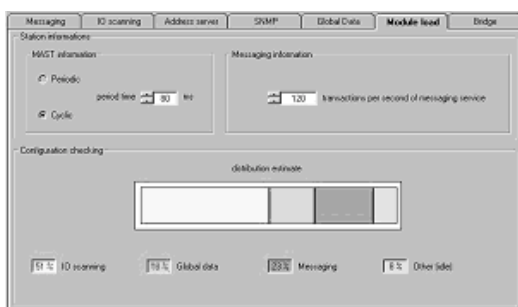 Messaging IO scanning Address server SNMP Global Data Module load Bridge
Station informations
MAST information
Messaging information
Periodic
period time 80 ms
120 transactions per second of messaging service
Cyclic
Configuration checking
distribution estimate
51 % IO scanning
Global data
23 % Messaging
8 % Other (idle)